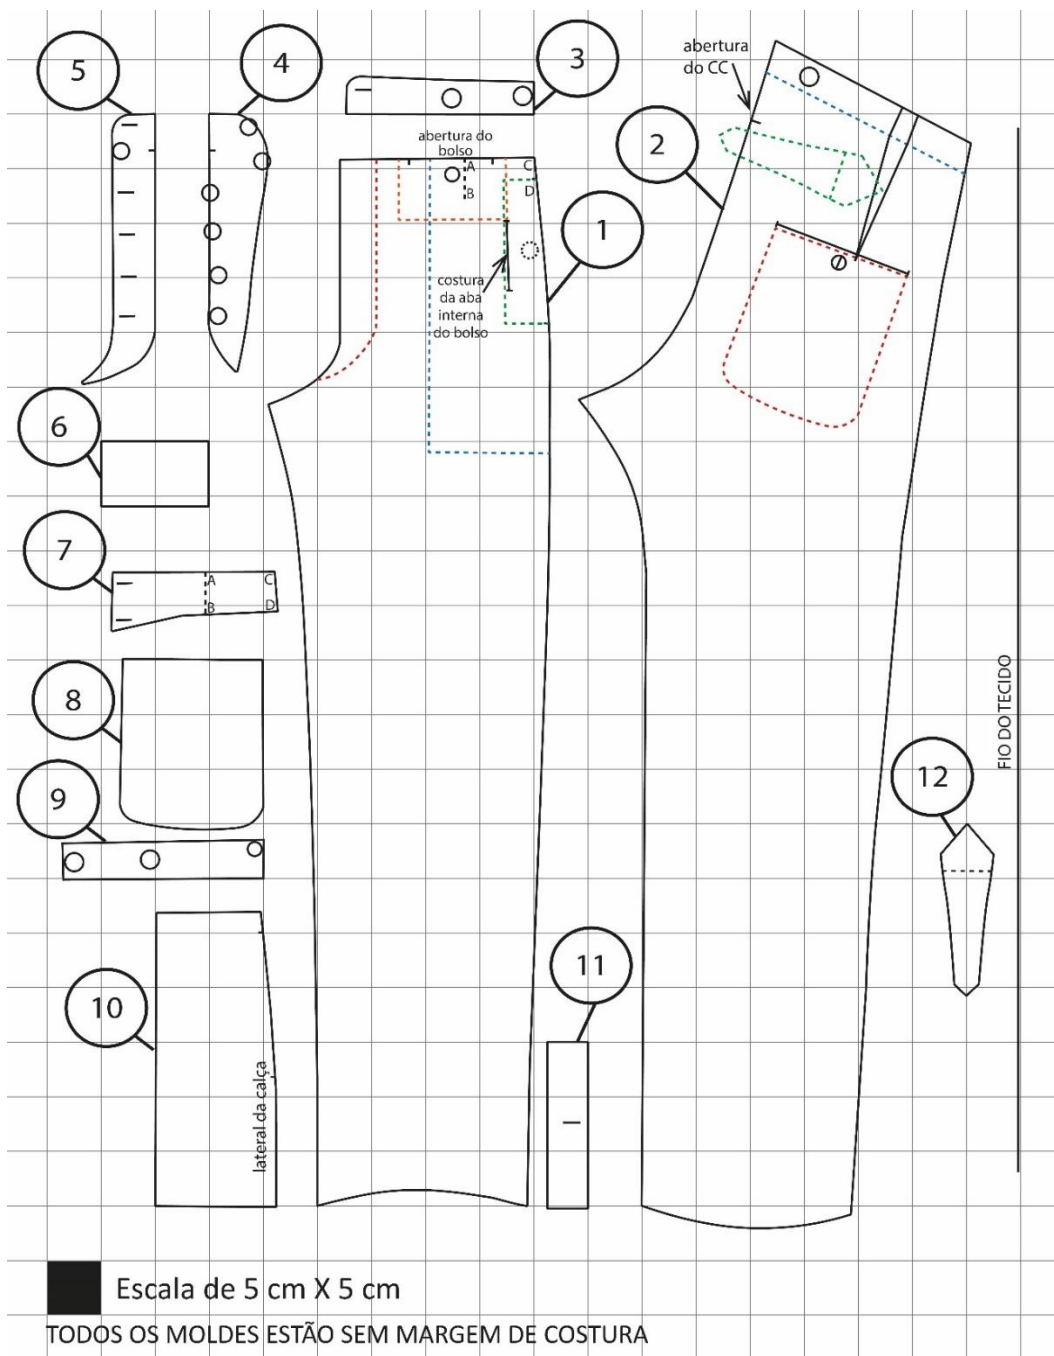 5
4
3
abertura
do CC
2
abertura do
bolso
A
C
B
D
1
costura
da aba
interna
do bolso
6
7
A
C
B
D
8
FIO DO TECIDO
9
12
11
10
lateral da calça
Escala de 5 cm X 5 cm
TODOS OS MOLDES ESTÃO SEM MARGEM DE COSTURA